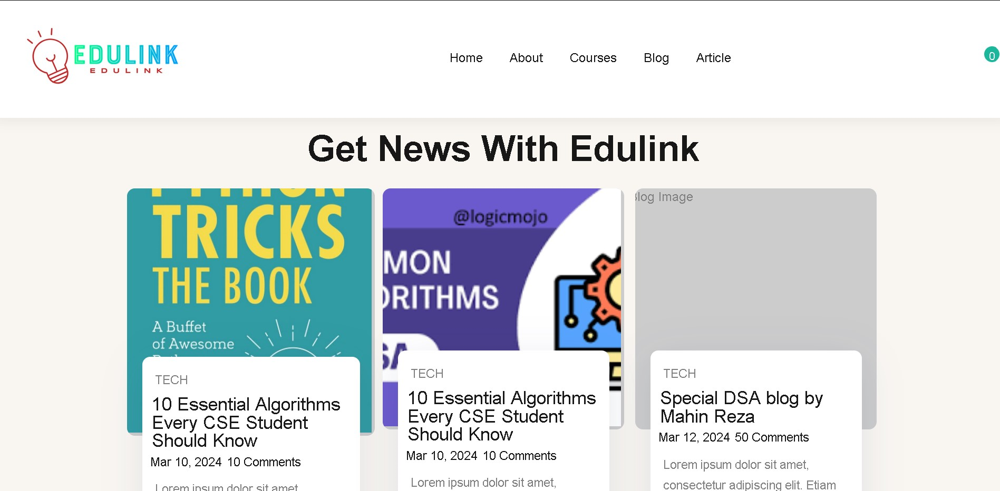 EDULINK
EDULINK
Home About Courses Blog Article
0
Get News With Edulink
TRICKS
THE BOOK
A Buffet
of Awesome
TECH
10 Essential Algorithms
Every CSE Student
Should Know
Mar 10, 2024 10 Comments
Lorem ipsum dolor sit amet
@logicmojo
MON
ORITHMS
SA
TECH
10 Essential Algorithms
Every CSE Student
Should Know
Mar 10, 2024 10 Comments
Lorem ipsum dolor sit amet,
Blog Image
TECH
Special DSA blog by
Mahin Reza
Mar 12, 2024 50 Comments
Lorem ipsum dolor sit amet,
consectetur adipiscing elit. Etiam